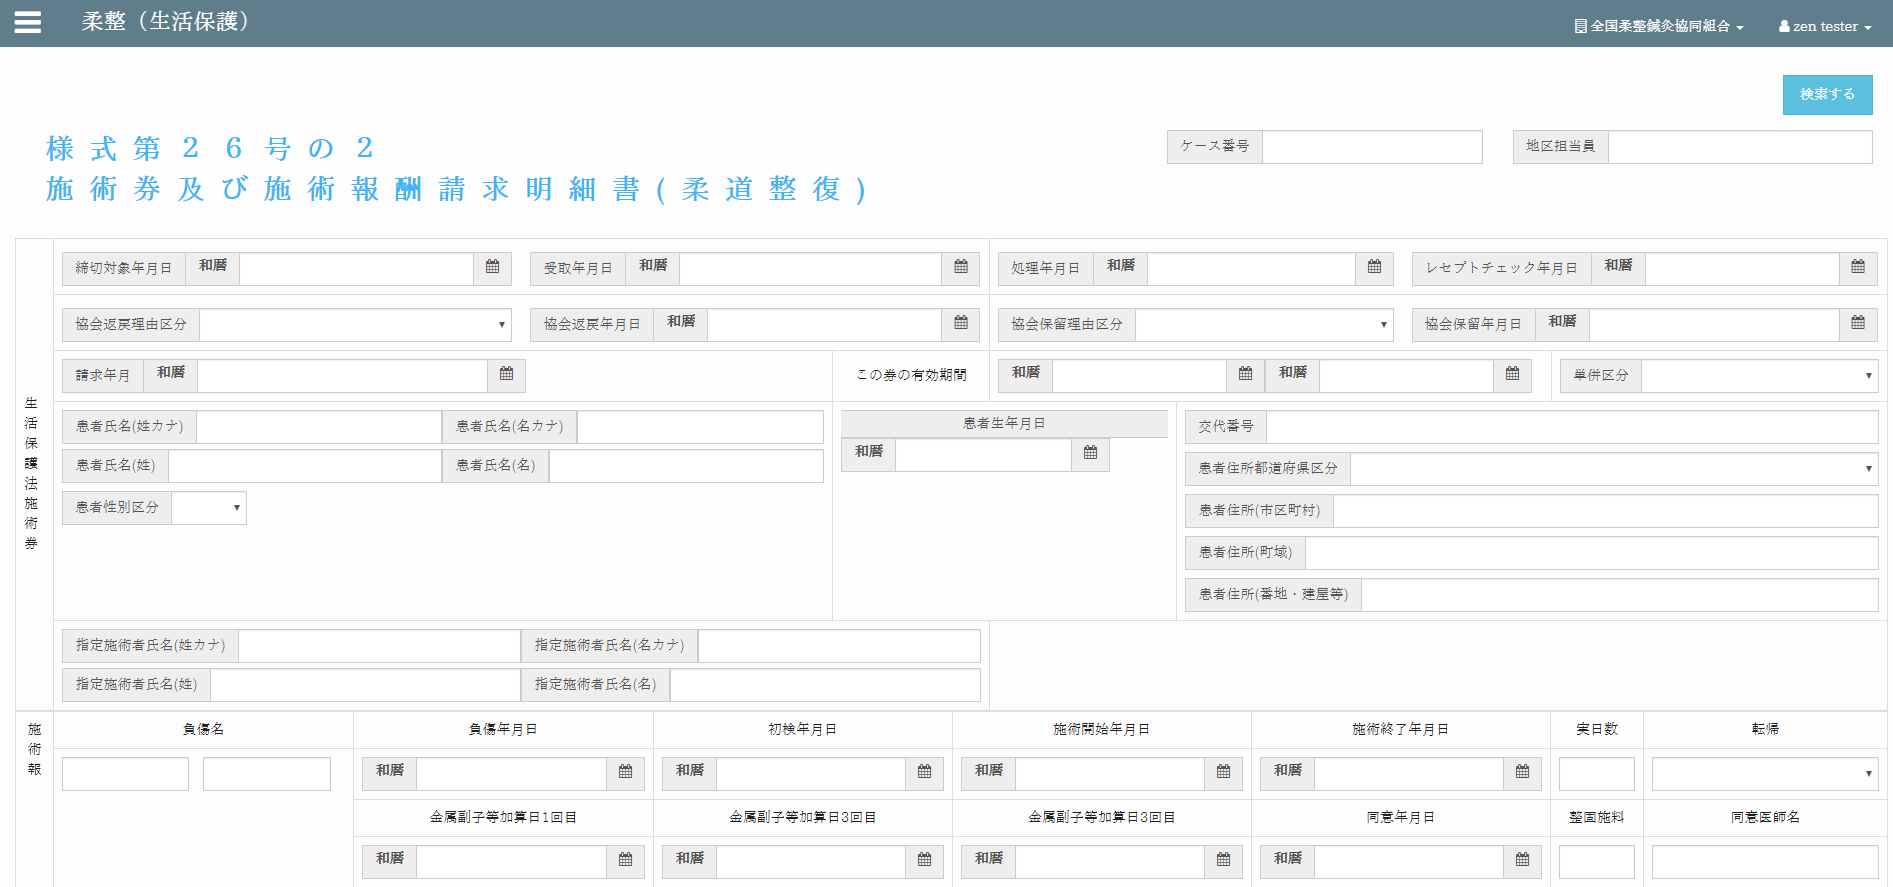 柔整（生活保護）
全国柔整鍼灸協同組合
zen tester
検索する
様式第２６号の２
ケース番号
地区担当員
施術券及び施術報酬請求明細書(柔道整復)
生活保護法施術券
締切対象年月日 和暦
受取年月日 和暦
処理年月日 和暦
レセプトチェック年月日 和暦
協会返戻理由区分
協会返戻年月日 和暦
協会保留理由区分
協会保留年月日 和暦
請求年月 和暦
この券の有効期間
和暦
和暦
単併区分
患者氏名(姓カナ)
患者氏名(名カナ)
患者氏名(姓)
患者氏名(名)
患者性別区分
患者生年月日
和暦
交代番号
患者住所都道府県区分
患者住所(市区町村)
患者住所(町域)
患者住所(番地・建屋等)
指定施術者氏名(姓カナ)
指定施術者氏名(名カナ)
指定施術者氏名(姓)
指定施術者氏名(名)
施術報
負傷名
負傷年月日
初検年月日
施術開始年月日
施術終了年月日
実日数
転帰
和暦
和暦
和暦
和暦
金属副子等加算日1回目
金属副子等加算日3回目
金属副子等加算日3回目
同意年月日
整固施料
同意医師名
和暦
和暦
和暦
和暦